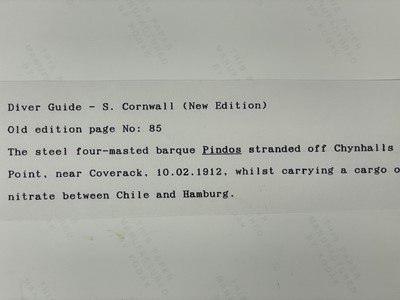 Diver Guide - S. Cornwall (New Edition)
Old edition page No: 85
The steel four-masted barque Pindos stranded off Chynhalls
Point, near Coverack, 10.02.1912, whilst carrying a cargo o
nitrate between Chile and Hamburg.